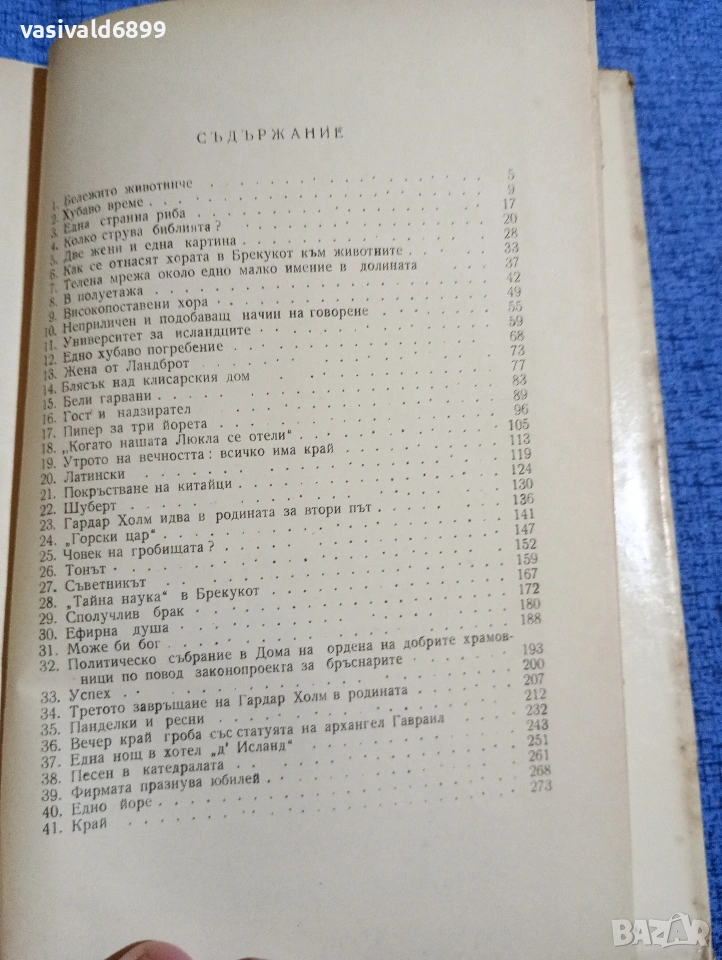 vasivald6899
СЪДЪРЖАНИЕ
1. Бележито животинче 5
2. Хубаво време 9
3. Една странна риба 17
4. Колко струва библията? 20
5. Две жени и една картина 28
6. Как се отнасят хората в Брекукот към животните 33
7. Телена мрежа около едно малко имение в долината 37
8. В полуетажа 42
9. Високопоставени хора 49
10. Неприличен и подобаващ начин на говорене 55
11. Университет за исландците 59
12. Едно хубаво погребение 68
13. Жена от Ландброт 73
14. Блясък над клисарския дом 77
15. Бели гарвани 83
16. Гост и надзирател 89
17. Пипер за три йорета 96
18. „Когато нашата Люкла се отели“ 105
19. Утрото на вечността: всичко има край 113
20. Латински 119
21. Покръстване на китайци 124
22. Шуберт 130
23. Гардар Холм идва в родината за втори път 136
24. „Горски цар“ 141
25. Човек на гробищата? 147
26. Тонът 152
27. Съветникът 159
28. „Тайна наука“ в Брекукот 167
29. Сполучлив брак 172
30. Ефирна душа 180
31. Може би бог 188
32. Политическо събрание в Дома на ордена на добрите храмов-
ници по повод законопроекта за бръснарите 193
33. Успех 200
34. Третото завръщане на Гардар Холм в родината 207
35. Панделки и ресни 212
36. Вечер край гроба със статуята на архангел Гавраил 232
37. Една нощ в хотел „д' Исланд“ 243
38. Песен в катедралата 251
39. Фирмата празнува юбилей 261
40. Едно йоре 268
41. Край 273
BAZAR